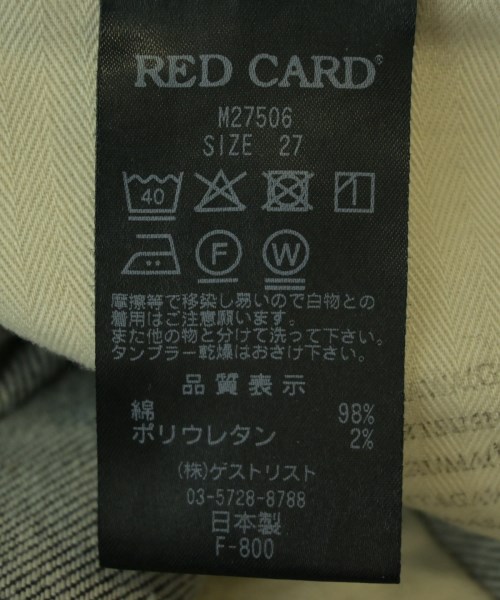 RED CARD®
M27506
SIZE 27
40
F
W
摩擦等で移染し易いので白物との
着用はご注意願います。
また他の物と分けて洗って下さい。
タンブラー乾燥はおさけ下さい。
品質表示
綿 98%
ポリウレタン 2%
(株)ゲストリスト
03-5728-8788
日本製
F-800